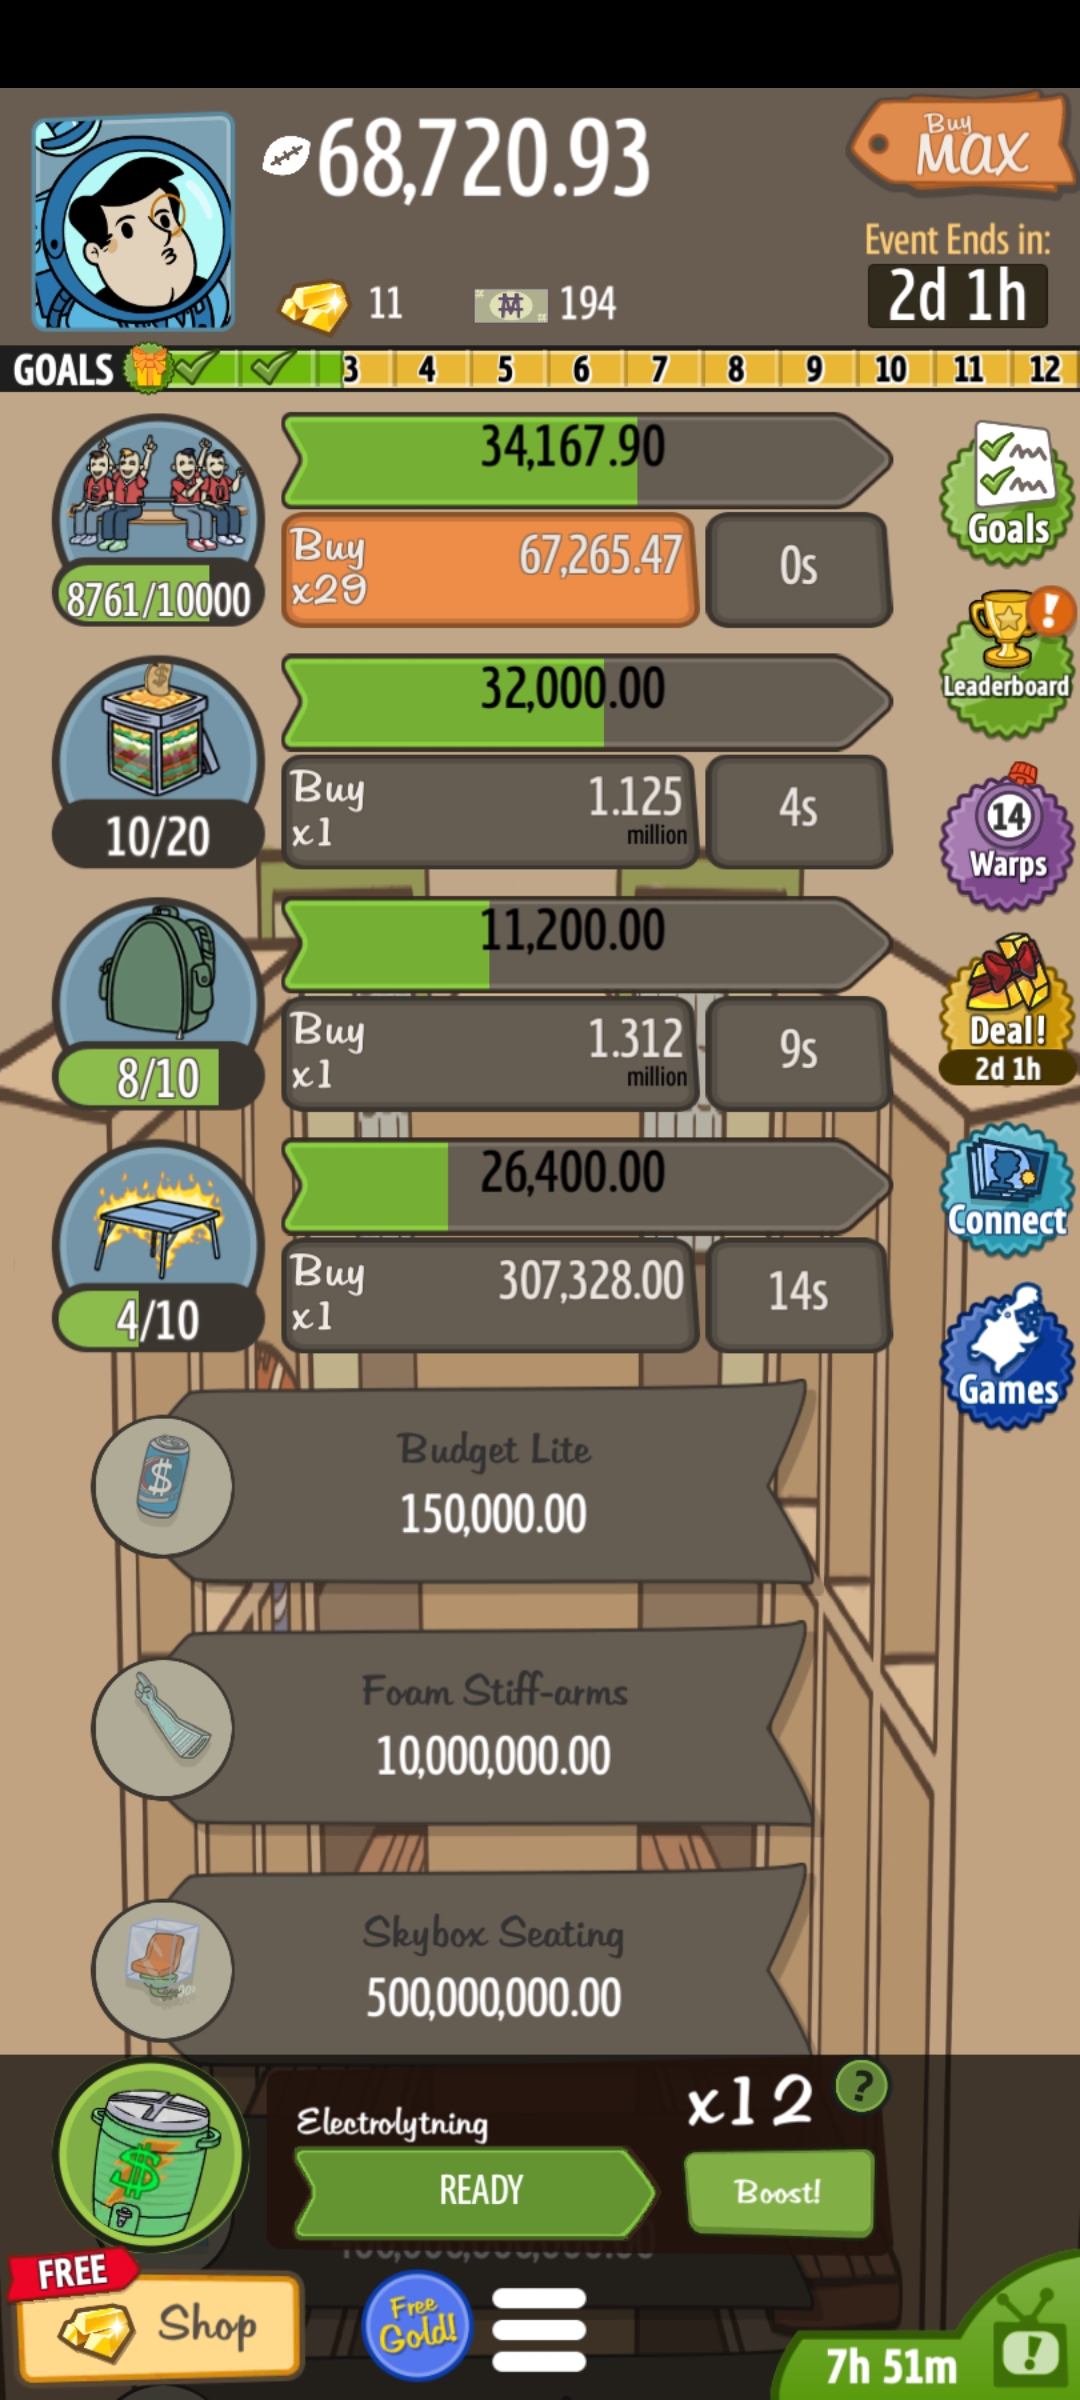 68,720.93
Buy
MAX
Event Ends in:
2d 1h
11
194
GOALS 3 4 5 6 7 8 9 10 11 12
34,167.90
Buy
x29
67,265.47
0s
8761/10000
Goals
32,000.00
Buy
x1
1.125
million
4s
10/20
Leaderboard
11,200.00
Buy
x1
1.312
million
9s
8/10
14
Warps
Deal!
2d 1h
26,400.00
Buy
x1
307,328.00
14s
4/10
Connect
Games
Budget Lite
150,000.00
Foam Stiff-arms
10,000,000.00
Skybox Seating
500,000,000.00
Electrolytning
x12
?
READY
Boost!
FREE
Shop
Free
Gold!
7h 51m